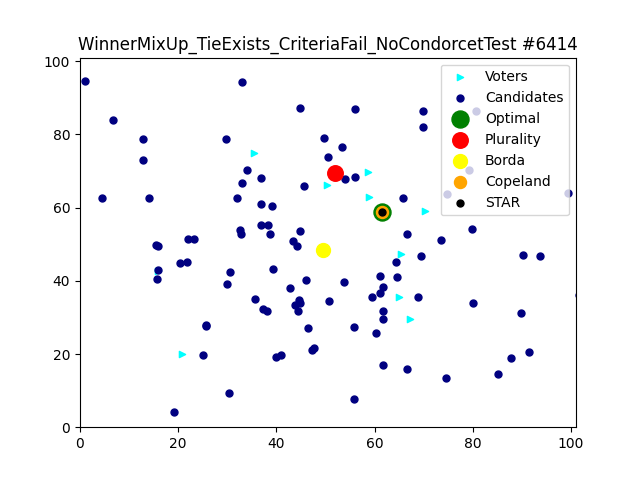 WinnerMixUp_TieExists_CriteriaFail_NoCondorcetTest #6414
100
80
60
40
20
0
0 20 40 60 80 100
Voters
Candidates
Optimal
Plurality
Borda
Copeland
STAR